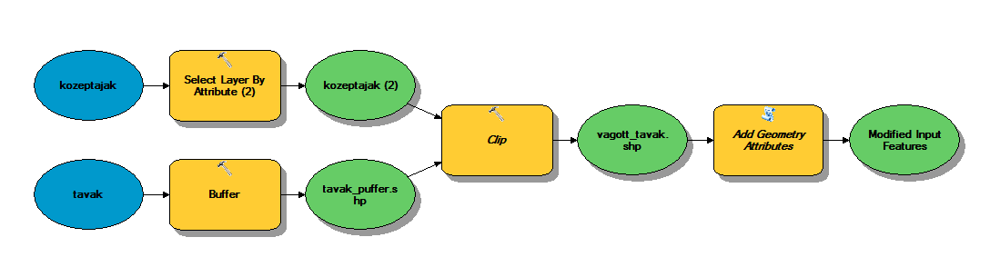 kozeptajak
Select Layer By
Attribute (2)
kozeptajak (2)
Clip
vagott_tavak.
shp
Add Geometry
Attributes
Modified Input
Features
tavak
Buffer
tavak_puffer.s
hp